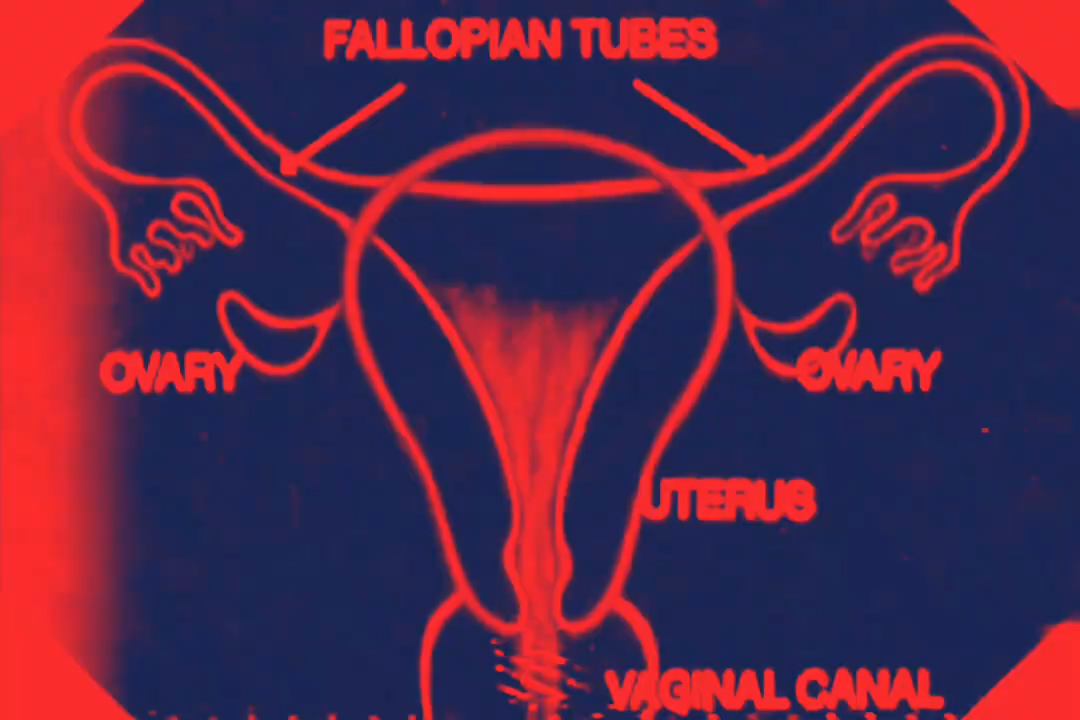 FALLOPIAN TUBES
OVARY
OVARY
UTERUS
VAGINAL CANAL